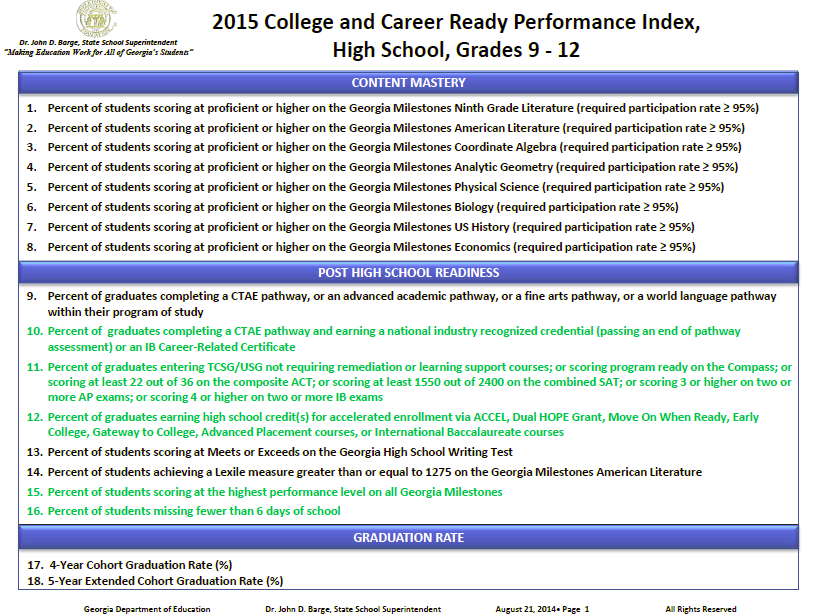 2015 College and Career Ready Performance Index,
High School, Grades 9 - 12
Dr. John D. Barge, State School Superintendent
"Making Education Work for All of Georgia's Students"
CONTENT MASTERY
1. Percent of students scoring at proficient or higher on the Georgia Milestones Ninth Grade Literature (required participation rate ≥ 95%)
2. Percent of students scoring at proficient or higher on the Georgia Milestones American Literature (required participation rate ≥ 95%)
3. Percent of students scoring at proficient or higher on the Georgia Milestones Coordinate Algebra (required participation rate ≥ 95%)
4. Percent of students scoring at proficient or higher on the Georgia Milestones Analytic Geometry (required participation rate ≥ 95%)
5. Percent of students scoring at proficient or higher on the Georgia Milestones Physical Science (required participation rate ≥ 95%)
6. Percent of students scoring at proficient or higher on the Georgia Milestones Biology (required participation rate ≥ 95%)
7. Percent of students scoring at proficient or higher on the Georgia Milestones US History (required participation rate ≥ 95%)
8. Percent of students scoring at proficient or higher on the Georgia Milestones Economics (required participation rate ≥ 95%)
POST HIGH SCHOOL READINESS
9. Percent of graduates completing a CTAE pathway, or an advanced academic pathway, or a fine arts pathway, or a world language pathway
within their program of study
10. Percent of graduates completing a CTAE pathway and earning a national industry recognized credential (passing an end of pathway
assessment) or an IB Career-Related Certificate
11. Percent of graduates entering TCSG/USG not requiring remediation or learning support courses; or scoring program ready on the Compass; or
scoring at least 22 out of 36 on the composite ACT; or scoring at least 1550 out of 2400 on the combined SAT; or scoring 3 or higher on two or
more AP exams; or scoring 4 or higher on two or more IB exams
12. Percent of graduates earning high school credit(s) for accelerated enrollment via ACCEL, Dual HOPE Grant, Move On When Ready, Early
College, Gateway to College, Advanced Placement courses, or International Baccalaureate courses
13. Percent of students scoring at Meets or Exceeds on the Georgia High School Writing Test
14. Percent of students achieving a Lexile measure greater than or equal to 1275 on the Georgia Milestones American Literature
15. Percent of students scoring at the highest performance level on all Georgia Milestones
16. Percent of students missing fewer than 6 days of school
GRADUATION RATE
17. 4-Year Cohort Graduation Rate (%)
18. 5-Year Extended Cohort Graduation Rate (%)
Georgia Department of Education Dr. John D. Barge, State School Superintendent August 21, 2014• Page 1 All Rights Reserved